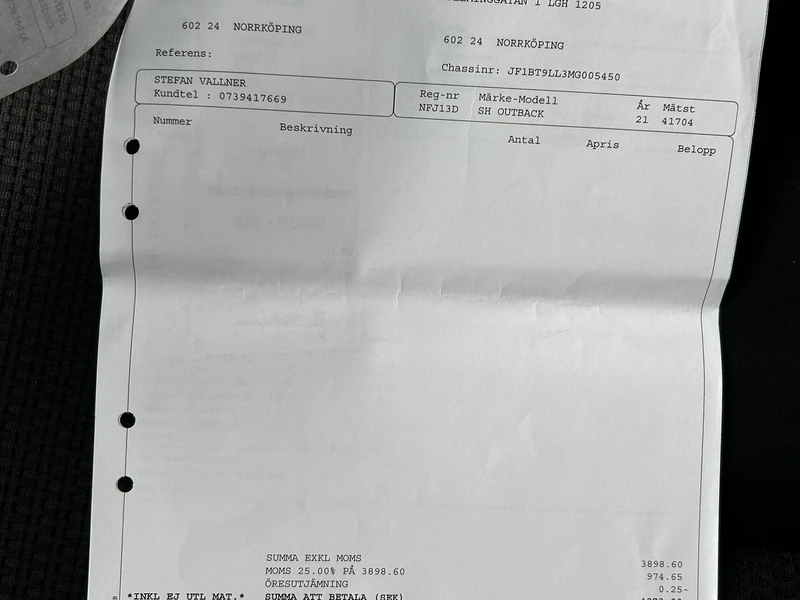 1 LGH 1205
602 24 NORRKÖPING
602 24 NORRKÖPING
Referens:
Chassinr: JF1BT9LL3MG005450
STEFAN VALLNER
Kundtel : 0739417669
Reg-nr Märke-Modell År Mätst
NFJ13D SH OUTBACK 21 41704
Nummer Beskrivning Antal Apris Belopp
SUMMA EXKL MOMS 3898.60
MOMS 25.00% PÅ 3898.60 974.65
ÖRESUTJÄMNING 0.25-
*INKL EJ UTL MAT.* SUMMA ATT BETALA (SEK)